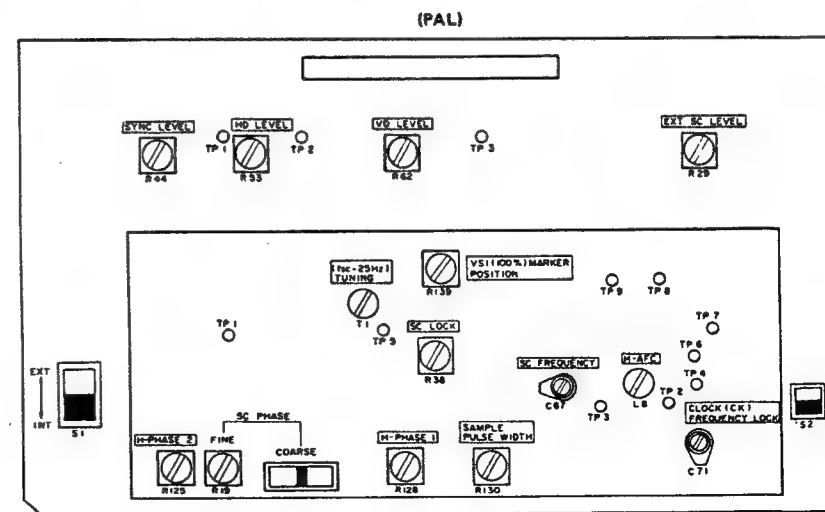 (PAL)
SYNC LEVEL
HD LEVEL
VD LEVEL
EXT SC LEVEL
TP 1
TP 2
TP 3
R44
R53
R62
R29
[fsc-25Hz]
TUNING
VSI (100%) MARKER
POSITION
R139
TP 9
TP 8
T1
TP 1
TP 5
SC LOCK
TP 7
TP 6
R38
SC FREQUENCY
H-AFC
TP 4
EXT
INT
S1
C67
L8
TP 2
TP 3
CLOCK (CK)
FREQUENCY LOCK
S2
SC PHASE
H-PHASE 2
FINE
COARSE
H-PHASE 1
SAMPLE
PULSE WIDTH
R125
R19
R128
R130
C71